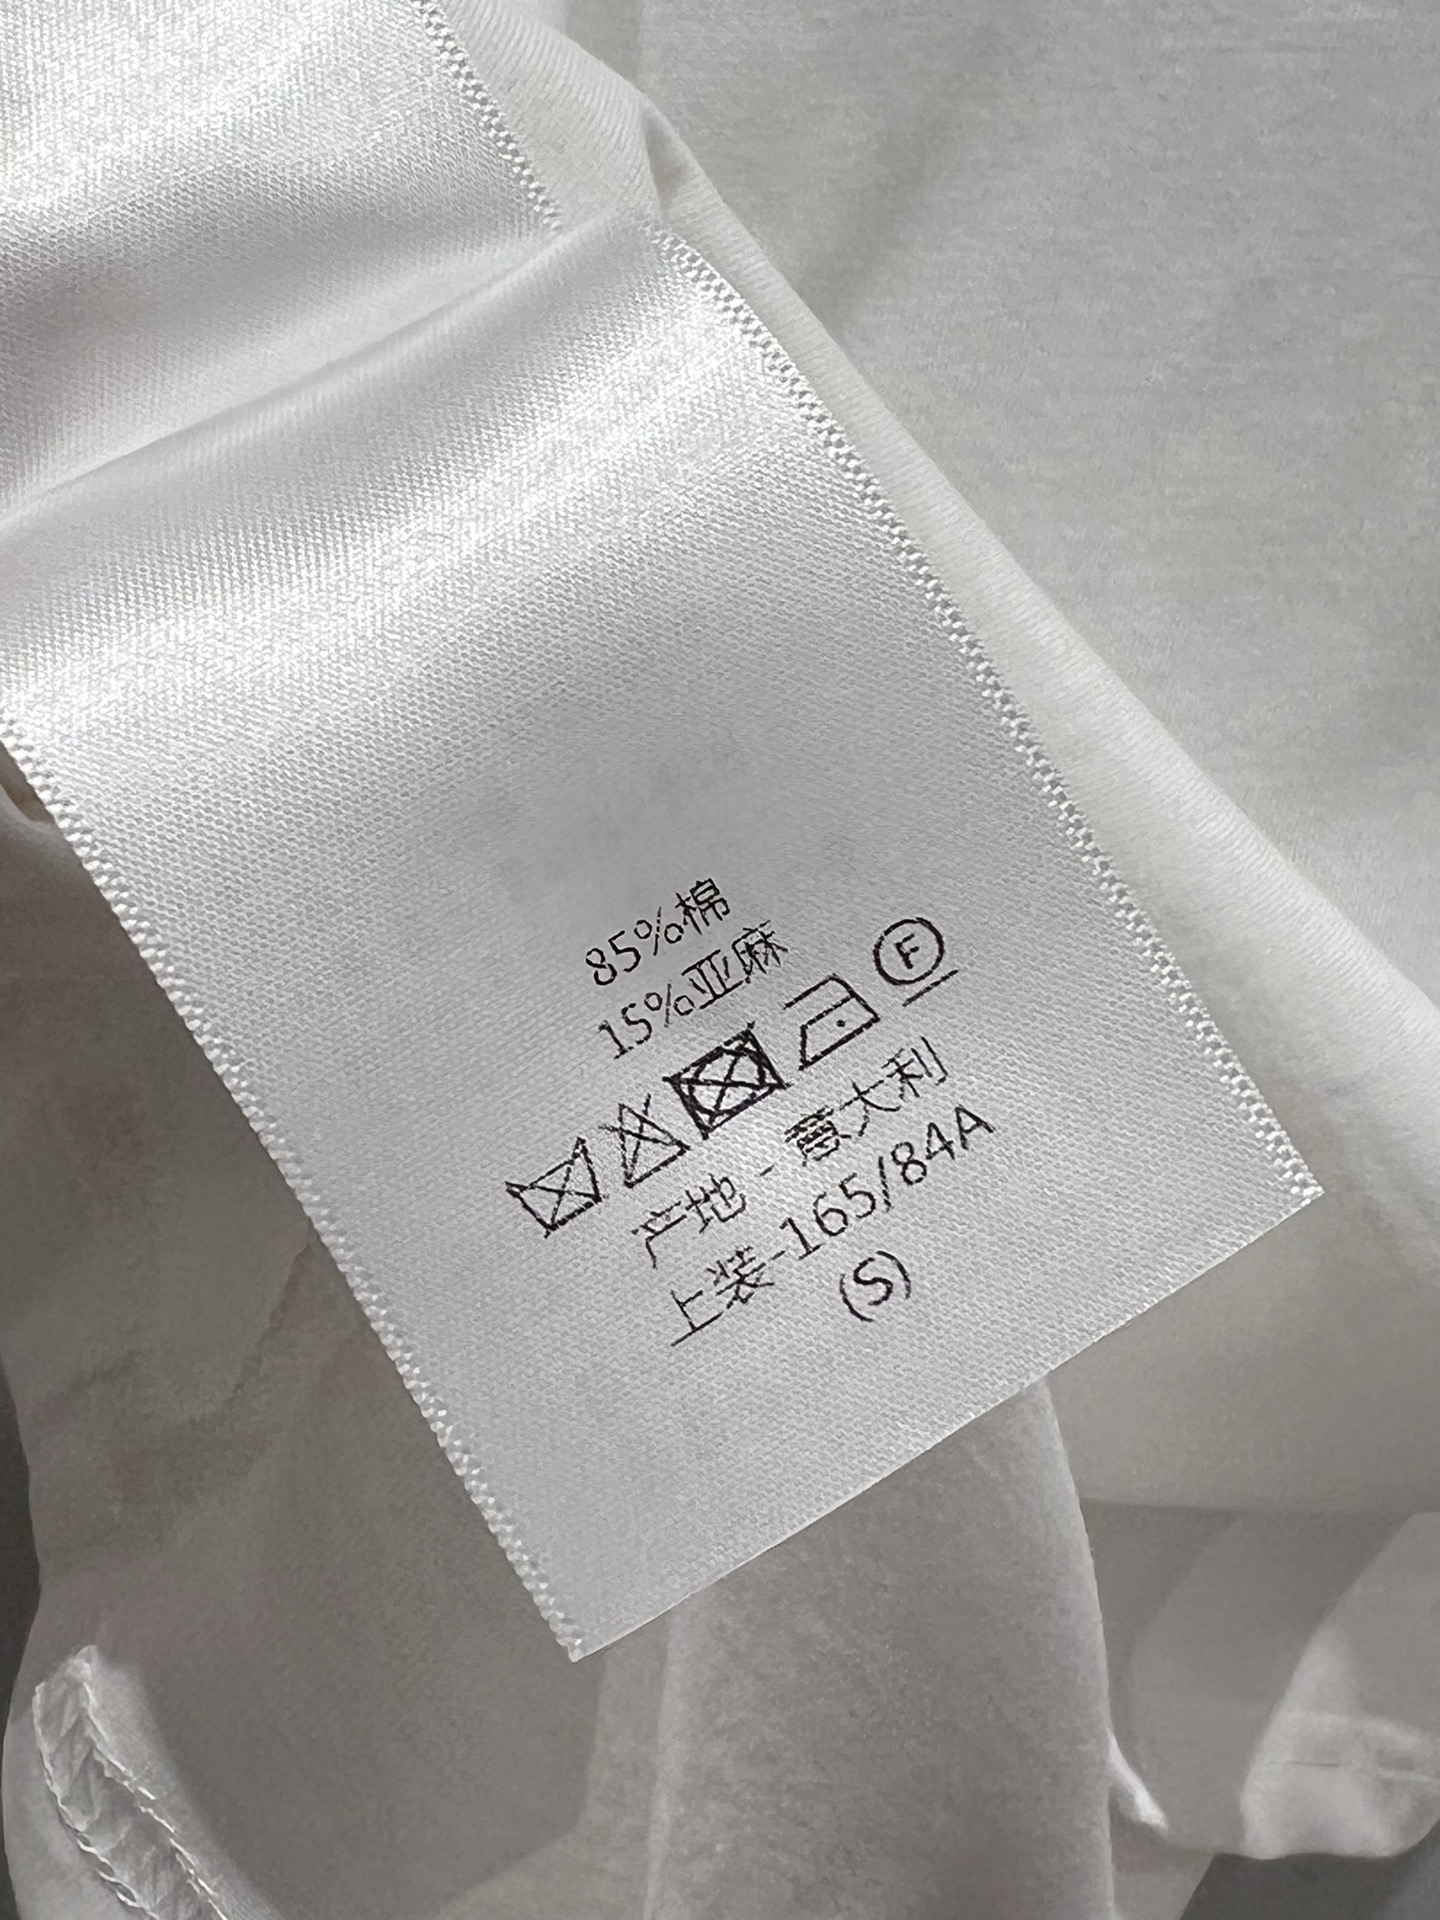 85%棉
15%亚麻
F
产地 - 意大利
上装-165/84A
(S)